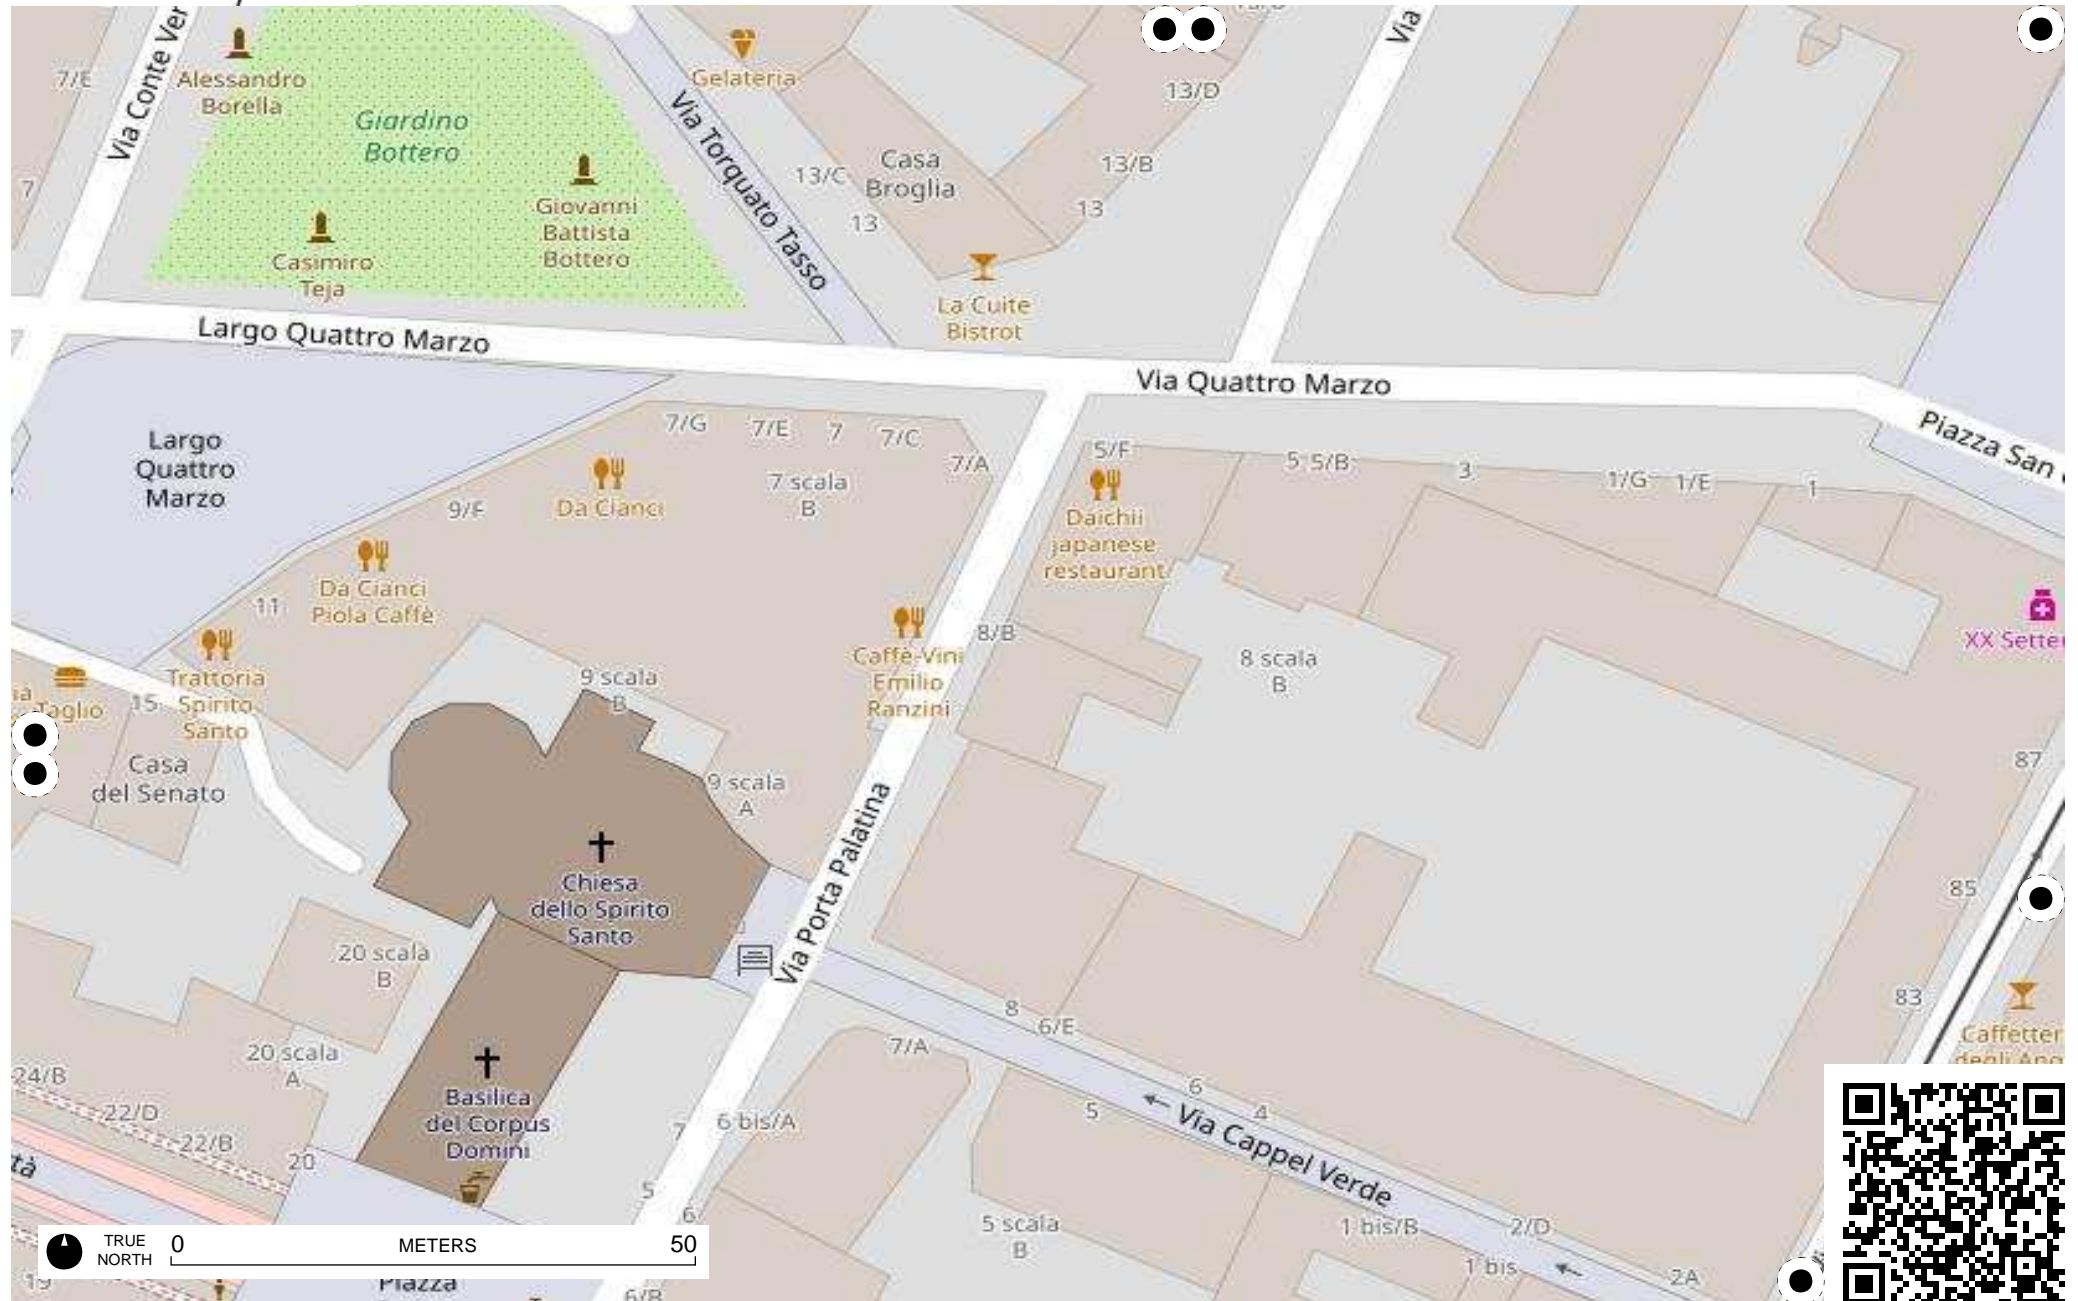 Via Conte Ver
7/E
Alessandro
Borella
Giardino
Bottero
Gelateria
13/D
Via
Via Torquato Tasso
Casa
Broglia
13/C
13/B
13
13
7
Giovanni
Battista
Bottero
Casimiro
Teja
La Cuite
Bistrot
Largo Quattro Marzo
Via Quattro Marzo
Piazza San
Largo
Quattro
Marzo
7/G
7/E
7
7/C
7/A
5/F
5
5/B
3
1/G
1/E
1
7 scala
B
9/F
Da Cianci
Daichii
japanese
restaurant
Da Cianci
Piola Caffè
11
8/B
Caffè-Vini
Emilio
Ranzini
8 scala
B
XX Sette
Trattoria
Spirito
Santo
Taglio
15
9 scala
B
Casa
del Senato
9 scala
A
87
Via Porta Palatina
Chiesa
dello Spirito
Santo
85
20 scala
B
83
8
6/E
7/A
Caffetter
degli Ang
20 scala
A
24/B
22/D
22/B
20
Basilica
del Corpus
Domini
7
6 bis/A
6
4
5
Via Cappel Verde
tà
5
6
5 scala
B
1 bis/B
2/D
1 bis
2A
TRUE
NORTH
0
METERS
50
19
Piazza
6/B